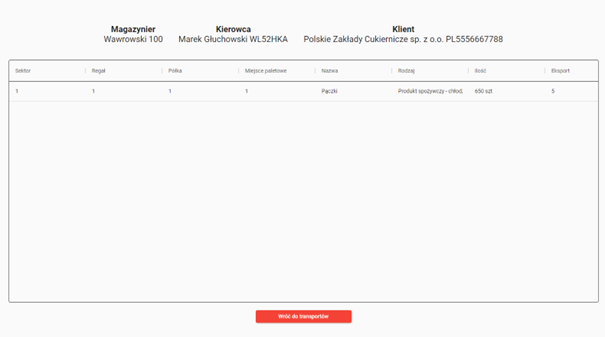 Magazynier Kierowca Klient
Wawrowski 100 Marek Głuchowski WL52HKA Polskie Zakłady Cukiernicze sp. z o.o. PL5556667788
Sektor Regał Półka Miejsce paletowe Nazwa Rodzaj Ilość Eksport
1 1 1 1 Pączki Produkt spożywczy - chłod. 650 szt 5
Wróć do transportów